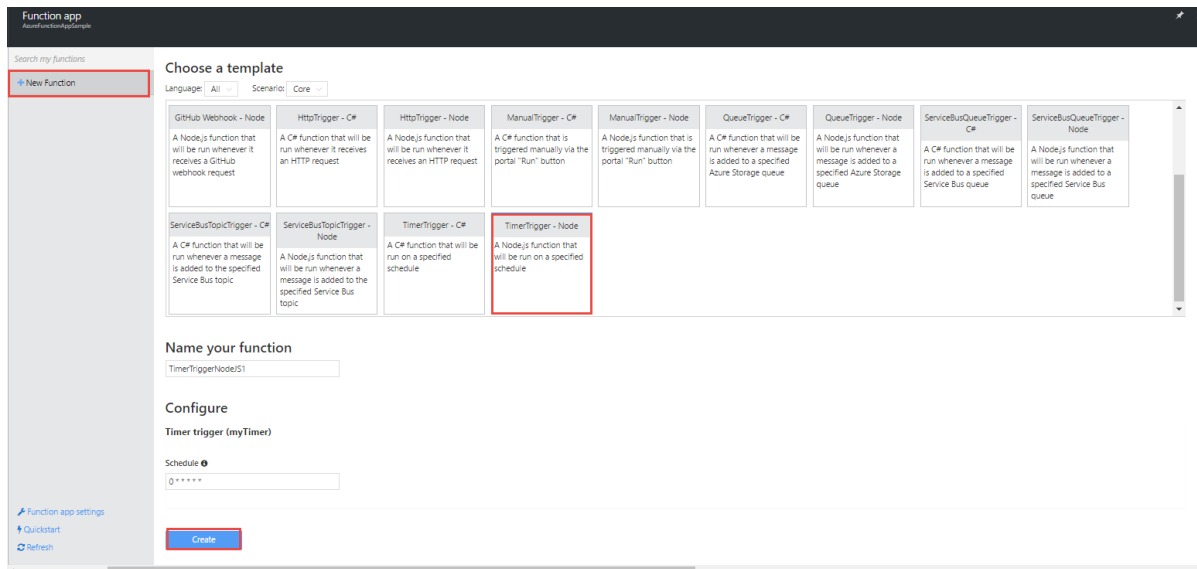 Function app
AzureFunctionAppSample
Search my functions
+ New Function
Choose a template
Language: All Scenario: Core
GitHub Webhook - Node
A Node.js function that
will be run whenever it
receives a GitHub
webhook request
HttpTrigger - C#
A C# function that will be
run whenever it receives
an HTTP request
HttpTrigger - Node
A Node.js function that
will be run whenever it
receives an HTTP request
ManualTrigger - C#
A C# function that is
triggered manually via the
portal "Run" button
ManualTrigger - Node
A Node.js function that is
triggered manually via the
portal "Run" button
QueueTrigger - C#
A C# function that will be
run whenever a message
is added to a specified
Azure Storage queue
QueueTrigger - Node
A Node.js function that
will be run whenever a
message is added to a
specified Azure Storage
queue
ServiceBusQueueTrigger -
C#
A C# function that will be
run whenever a message
is added to a specified
Service Bus queue
ServiceBusQueueTrigger -
Node
A Node.js function that
will be run whenever a
message is added to a
specified Service Bus
queue
ServiceBusTopicTrigger - C#
A C# function that will be
run whenever a message
is added to the specified
Service Bus topic
ServiceBusTopicTrigger -
Node
A Node.js function that
will be run whenever a
message is added to the
specified Service Bus
topic
TimerTrigger - C#
A C# function that will be
run on a specified
schedule
TimerTrigger - Node
A Node.js function that
will be run on a specified
schedule
Name your function
TimerTriggerNodeJS1
Configure
Timer trigger (myTimer)
Schedule
0 * * * * *
Create
Function app settings
Quickstart
Refresh